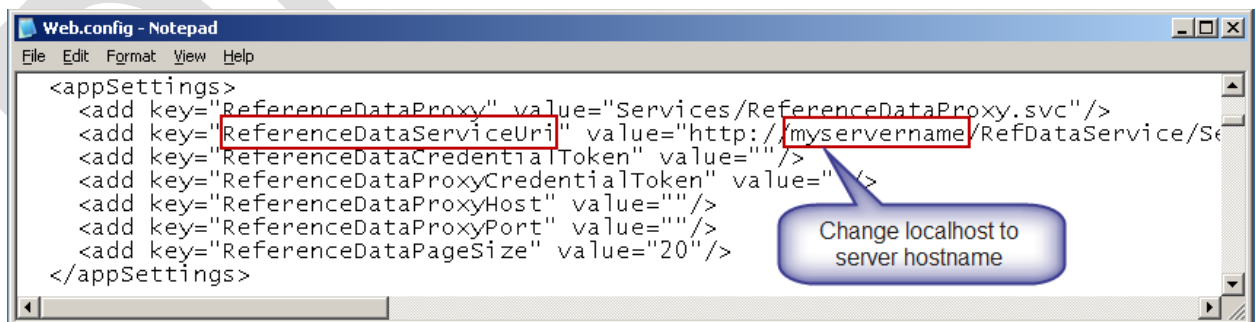 Web.config - Notepad
File Edit Format View Help
<appSettings>
<add key="ReferenceDataProxy" value="Services/ReferenceDataProxy.svc"/>
<add key="ReferenceDataServiceUri" value="http://myservername/RefDataService/Se
<add key="ReferenceDataCredentialToken" value=""/>
<add key="ReferenceDataProxyCredentialToken" value=" />
<add key="ReferenceDataProxyHost" value=""/>
<add key="ReferenceDataProxyPort" value=""/>
<add key="ReferenceDataPageSize" value="20"/>
</appSettings>
Change localhost to
server hostname